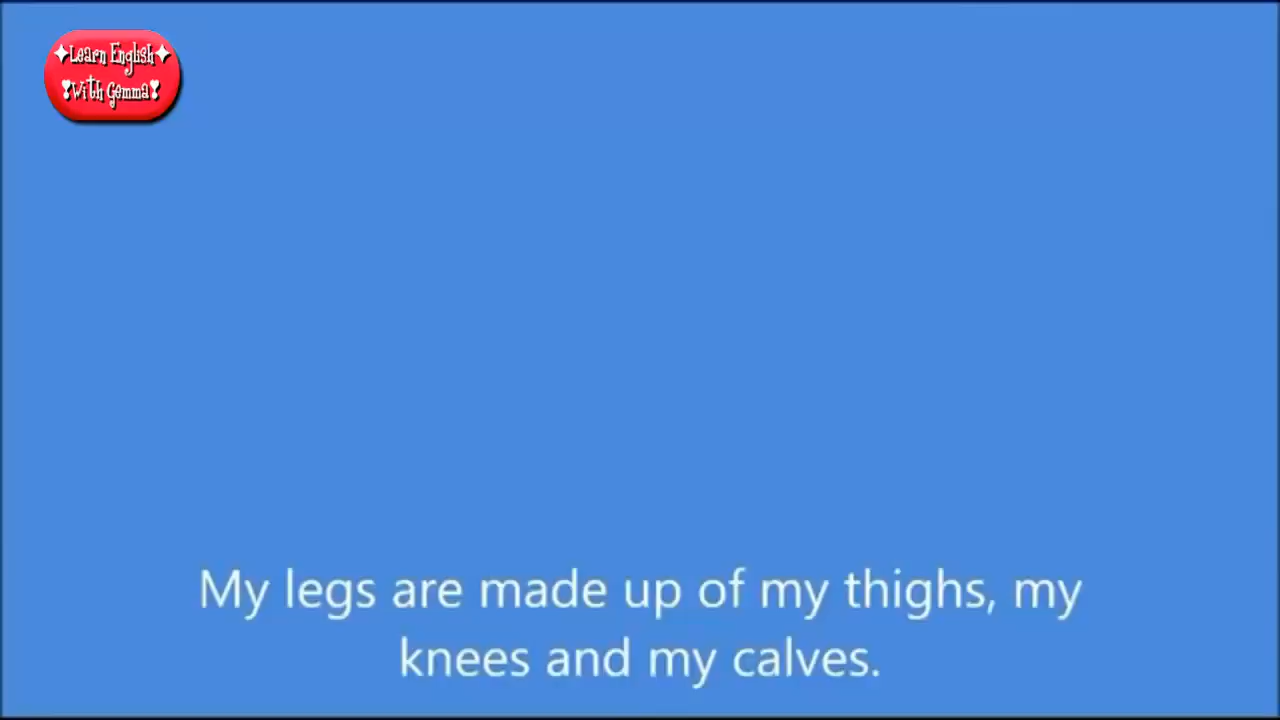 ✦Learn English✦
❣With Gemma❣
My legs are made up of my thighs, my
knees and my calves.